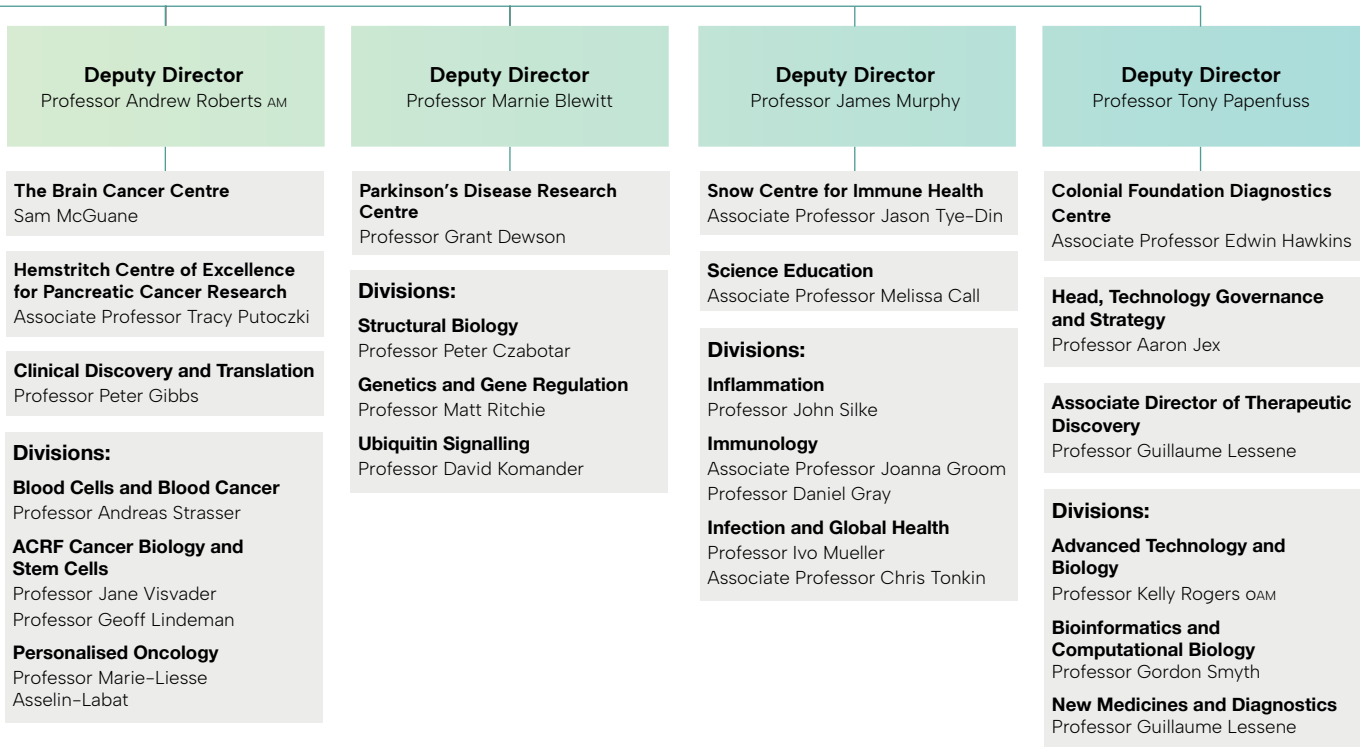 Deputy Director
Professor Andrew Roberts AM
The Brain Cancer Centre
Sam McGuane
Hemstritch Centre of Excellence
for Pancreatic Cancer Research
Associate Professor Tracy Putoczki
Clinical Discovery and Translation
Professor Peter Gibbs
Divisions:
Blood Cells and Blood Cancer
Professor Andreas Strasser
ACRF Cancer Biology and
Stem Cells
Professor Jane Visvader
Professor Geoff Lindeman
Personalised Oncology
Professor Marie-Liesse
Asselin-Labat
Deputy Director
Professor Marnie Blewitt
Parkinson’s Disease Research
Centre
Professor Grant Dewson
Divisions:
Structural Biology
Professor Peter Czabotar
Genetics and Gene Regulation
Professor Matt Ritchie
Ubiquitin Signalling
Professor David Komander
Deputy Director
Professor James Murphy
Snow Centre for Immune Health
Associate Professor Jason Tye-Din
Science Education
Associate Professor Melissa Call
Divisions:
Inflammation
Professor John Silke
Immunology
Associate Professor Joanna Groom
Professor Daniel Gray
Infection and Global Health
Professor Ivo Mueller
Associate Professor Chris Tonkin
Deputy Director
Professor Tony Papenfuss
Colonial Foundation Diagnostics
Centre
Associate Professor Edwin Hawkins
Head, Technology Governance
and Strategy
Professor Aaron Jex
Associate Director of Therapeutic
Discovery
Professor Guillaume Lessene
Divisions:
Advanced Technology and
Biology
Professor Kelly Rogers OAM
Bioinformatics and
Computational Biology
Professor Gordon Smyth
New Medicines and Diagnostics
Professor Guillaume Lessene